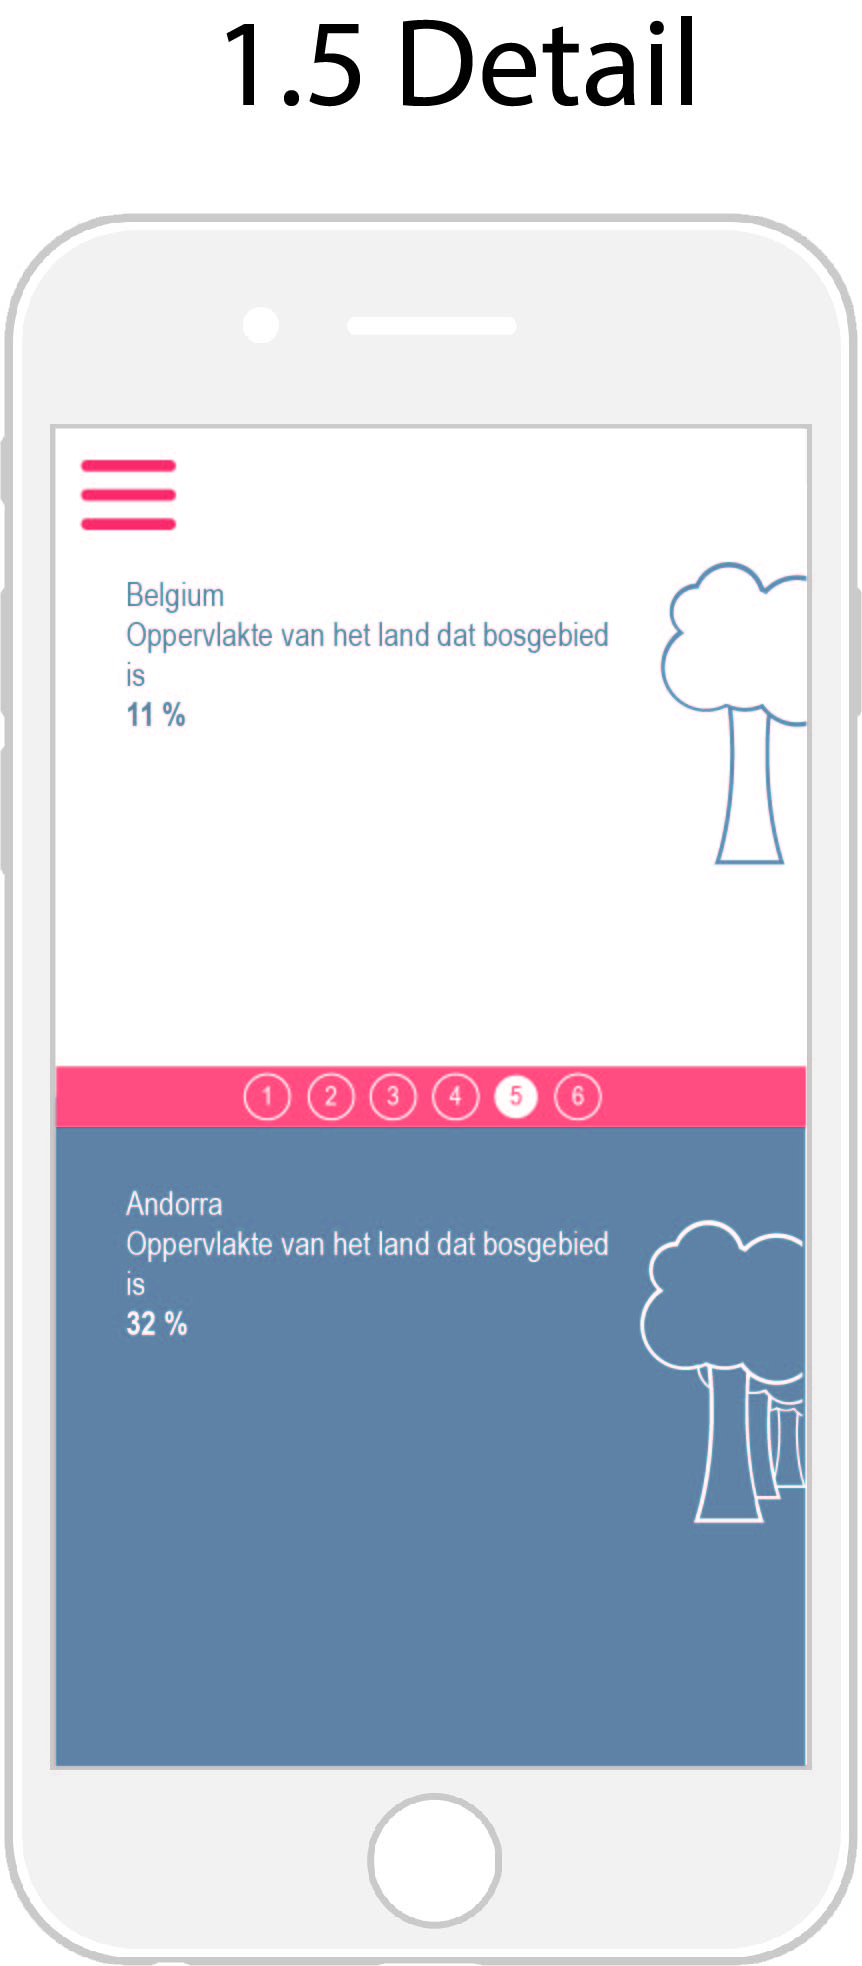 1.5 Detail
Belgium
Oppervlakte van het land dat bosgebied
is
11 %
1 2 3 4 5 6
Andorra
Oppervlakte van het land dat bosgebied
is
32 %